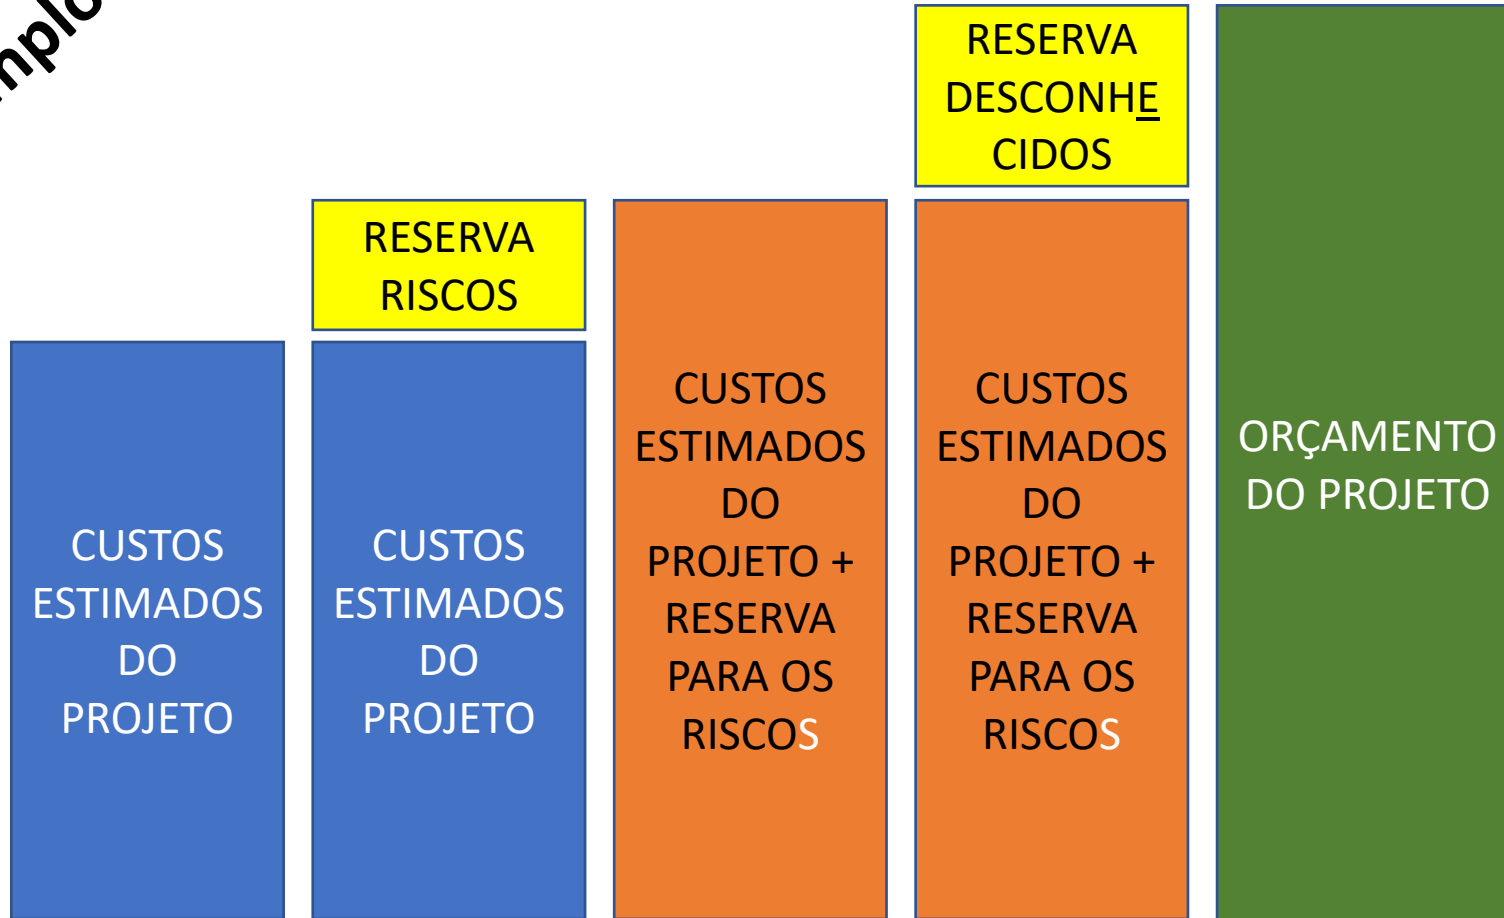 RESERVA
DESCONHE
CIDOS
RESERVA
RISCOS
CUSTOS
ESTIMADOS
DO
PROJETO
CUSTOS
ESTIMADOS
DO
PROJETO
CUSTOS
ESTIMADOS
DO
PROJETO +
RESERVA
PARA OS
RISCOS
CUSTOS
ESTIMADOS
DO
PROJETO +
RESERVA
PARA OS
RISCOS
ORÇAMENTO
DO PROJETO